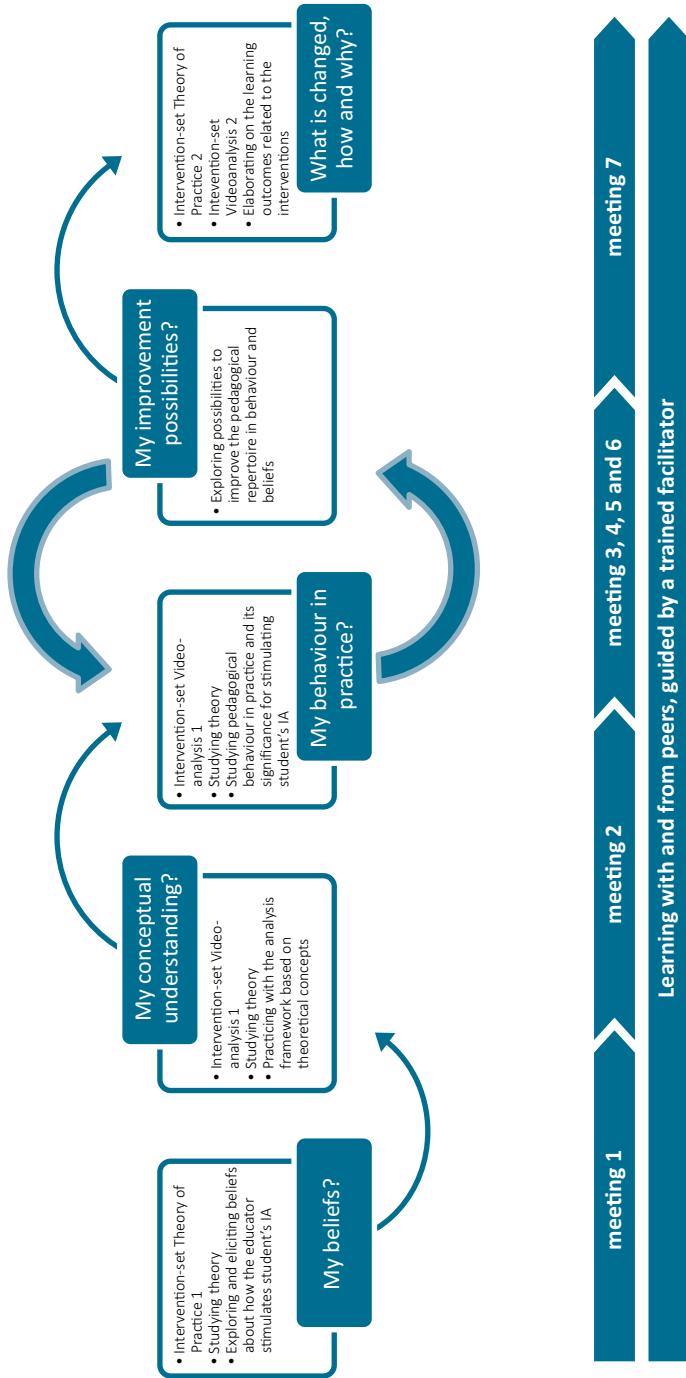 • Intervention-set Theory of
Practice 1
• Studying theory
• Exploring and eliciting beliefs
about how the educator
stimulates student's IA
My beliefs?
My conceptual
understanding?
• Intervention-set Video-
analysis 1
• Studying theory
• Practicing with the analysis
framework based on
theoretical concepts
• Intervention-set Video-
analysis 1
• Studying theory
• Studying pedagogical
behaviour in practice and its
significance for stimulating
student's IA
My behaviour in
practice?
My improvement
possibilities?
• Exploring possibilities to
improve the pedagogical
repertoire in behaviour and
beliefs
• Intervention-set Theory of
Practice 2
• Intevention-set
Videoanalysis 2
• Elaborating on the learning
outcomes related to the
interventions
What is changed,
how and why?
meeting 1
meeting 2
meeting 3, 4, 5 and 6
meeting 7
Learning with and from peers, guided by a trained facilitator